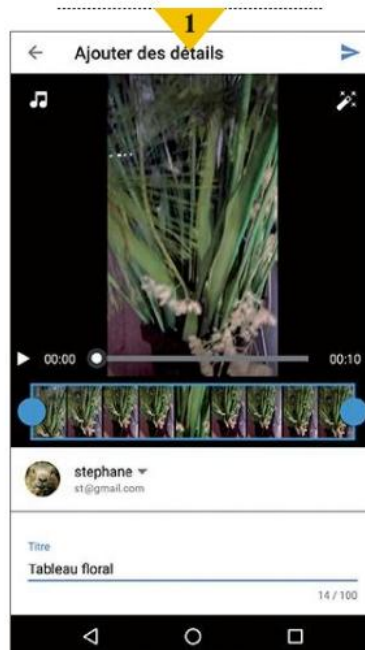 1
Ajouter des détails
00:00
00:10
stephane
st@gmail.com
Titre
Tableau floral
14 / 100